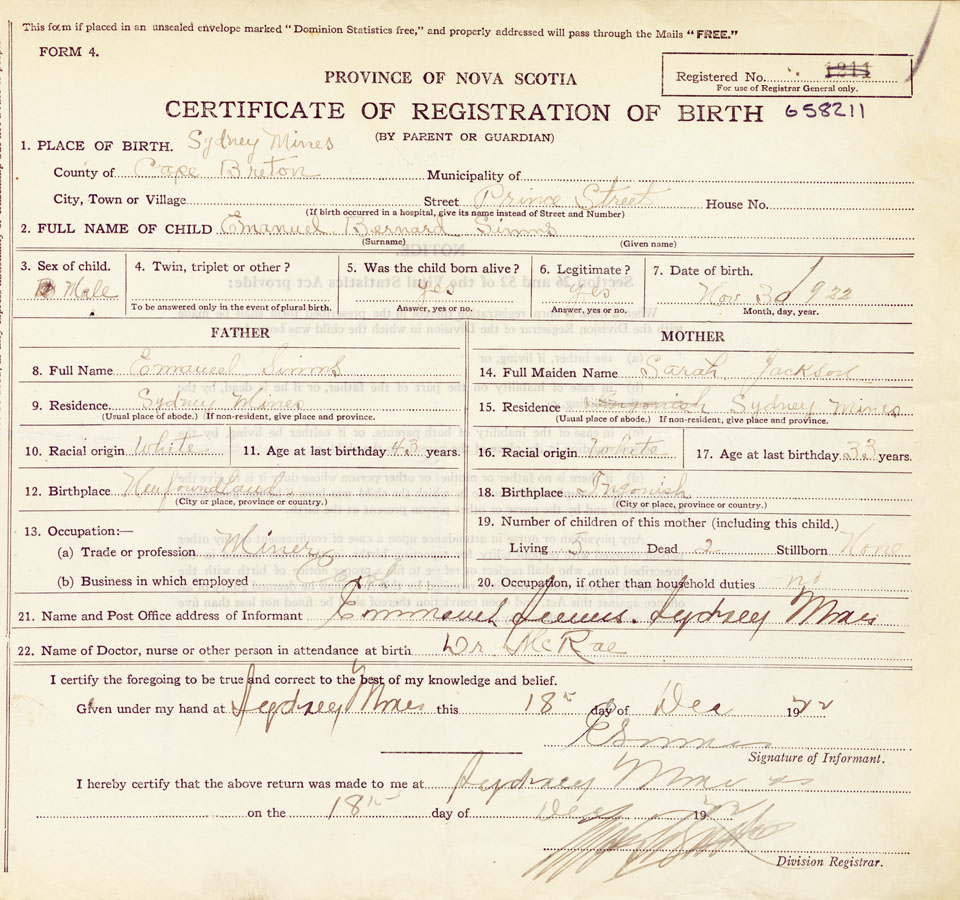 This form if placed in an unsealed envelope marked "Dominion Statistics free," and properly addressed will pass through the Mails "FREE."
FORM 4.
PROVINCE OF NOVA SCOTIA
Registered No. 1211
For use of Registrar General only.
CERTIFICATE OF REGISTRATION OF BIRTH 658211
(BY PARENT OR GUARDIAN)
1. PLACE OF BIRTH. Sydney Mines
County of Cape Breton Municipality of
City, Town or Village Street Prince Street House No.
(If birth occurred in a hospital, give its name instead of Street and Number)
2. FULL NAME OF CHILD Emanuel Bernard Simms
(Surname) (Given name)
3. Sex of child. 4. Twin, triplet or other? 5. Was the child born alive? 6. Legitimate? 7. Date of birth.
Male yes yes Nov 30/922
To be answered only in the event of plural birth. Answer, yes or no. Answer, yes or no. Month, day, year.
FATHER MOTHER
8. Full Name Emanuel Simms
14. Full Maiden Name Sarah Jackson
9. Residence. Sydney Mines
(Usual place of abode.) If non-resident, give place and province.
15. Residence Sydney Mines
(Usual place of abode.) If non-resident, give place and province.
10. Racial origin White 11. Age at last birthday 43 years.
16. Racial origin White 17. Age at last birthday 33 years.
12. Birthplace Newfoundland
(City or place, province or country.)
18. Birthplace Ingonish
(City or place, province or country.)
13. Occupation:—
(a) Trade or profession Miner
(b) Business in which employed Coal
19. Number of children of this mother (including this child.)
Living 5 Dead 2 Stillborn None
20. Occupation, if other than household duties no
21. Name and Post Office address of Informant Emmanuel Simms. Sydney Mines
22. Name of Doctor, nurse or other person in attendance at birth Dr McRae
I certify the foregoing to be true and correct to the best of my knowledge and belief.
Given under my hand at Sydney Mines this 18 day of Dec 1922
E Simms
Signature of Informant.
I hereby certify that the above return was made to me at Sydney Mines
on the 18 day of Dec 1922
Division Registrar.